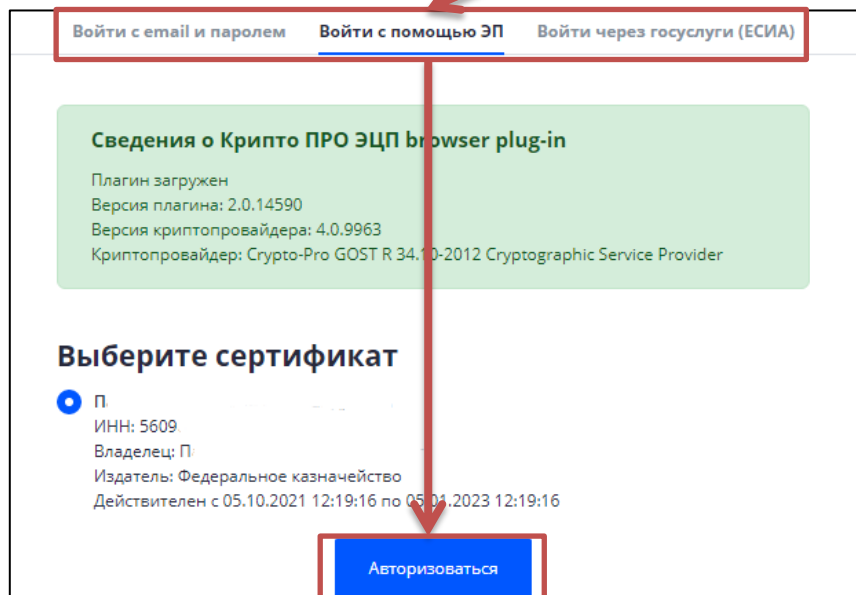 Войти с email и паролем Войти с помощью ЭП Войти через госуслуги (ЕСИА)
Сведения о Крипто ПРО ЭЦП browser plug-in
Плагин загружен
Версия плагина: 2.0.14590
Версия криптопровайдера: 4.0.9963
Криптопровайдер: Crypto-Pro GOST R 34.10-2012 Cryptographic Service Provider
Выберите сертификат
П
ИНН: 5609
Владелец: П
Издатель: Федеральное казначейство
Действителен с 05.10.2021 12:19:16 по 05.01.2023 12:19:16
Авторизоваться